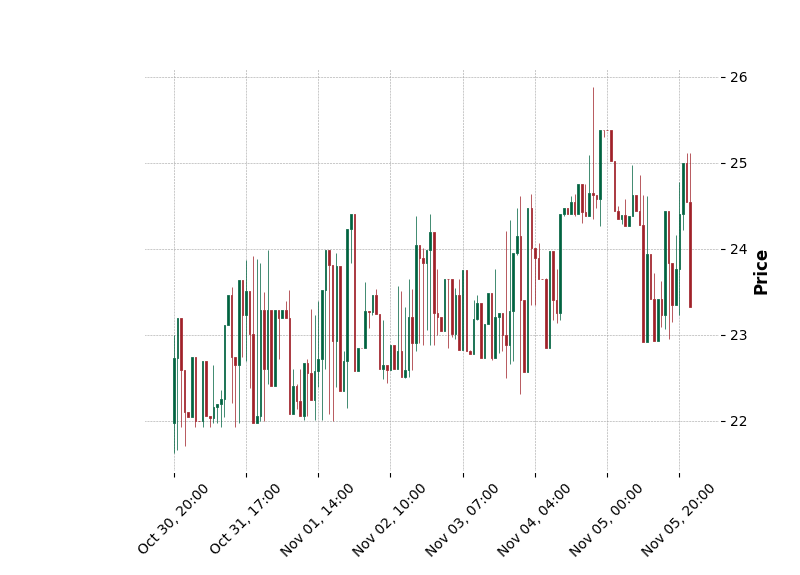 26
25
24
23
22
Price
Oct 30, 20:00
Oct 31, 17:00
Nov 01, 14:00
Nov 02, 10:00
Nov 03, 07:00
Nov 04, 04:00
Nov 05, 00:00
Nov 05, 20:00